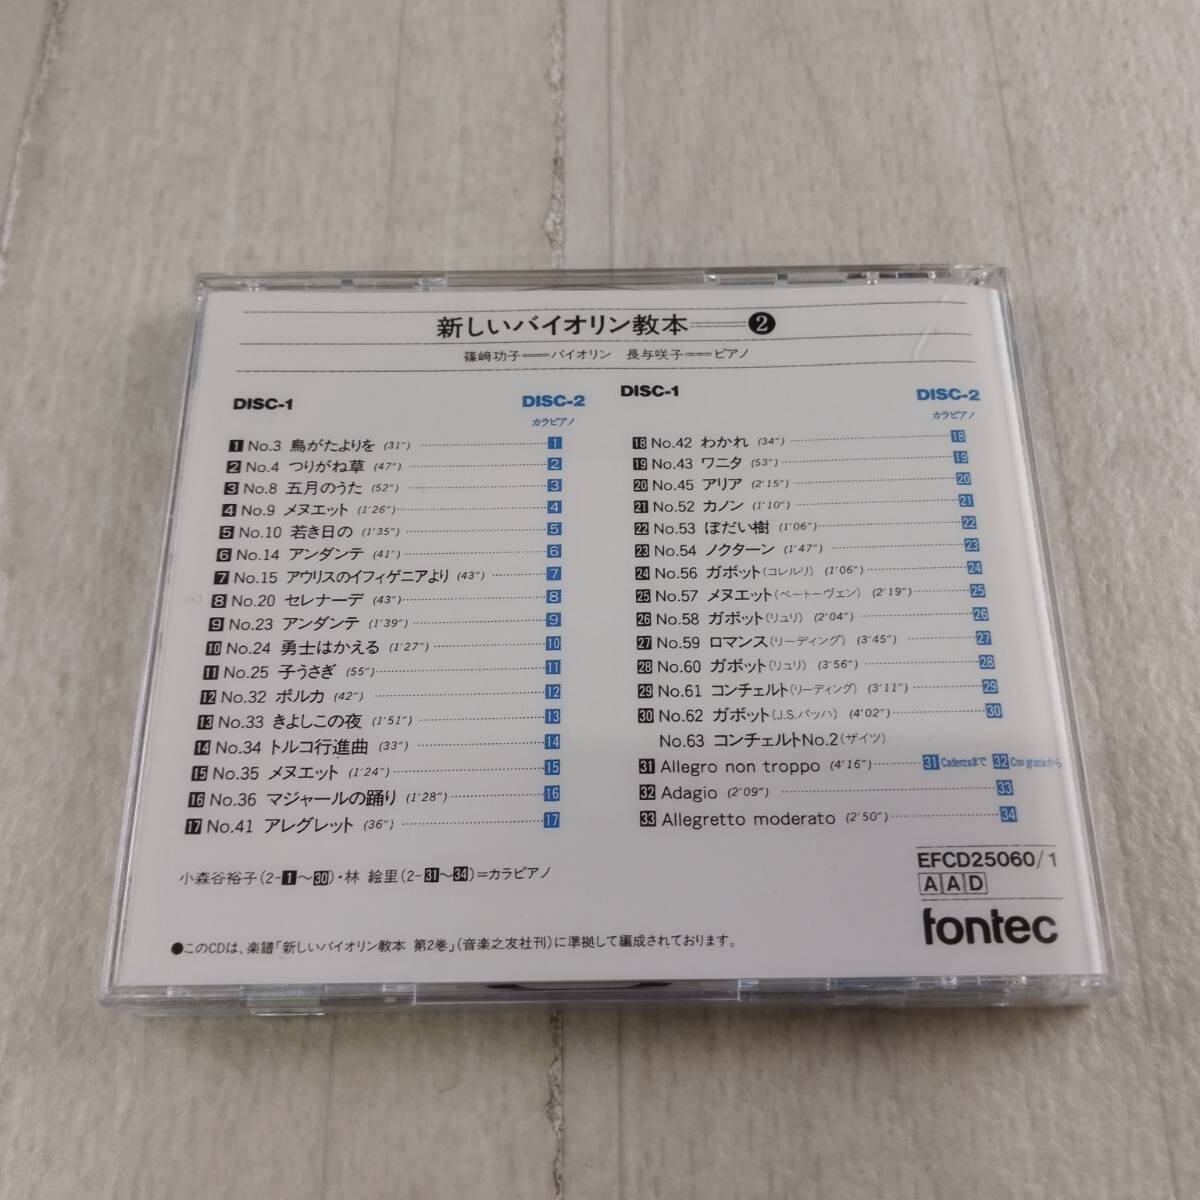 新しいバイオリン教本══❷
篠﨑功子══バイオリン 長与咲子══ピアノ
DISC-1 DISC-2
カラピアノ
1 No.3 鳥がたよりを (31″) 1
2 No.4 つりがね草 (47″) 2
3 No.8 五月のうた (52″) 3
4 No.9 メヌエット (1′26″) 4
5 No.10 若き日の (1′35″) 5
6 No.14 アンダンテ (41″) 6
7 No.15 アウリスのイフィゲニアより (43″) 7
8 No.20 セレナーデ (43″) 8
9 No.23 アンダンテ (1′39″) 9
10 No.24 勇士はかえる (1′27″) 10
11 No.25 子うさぎ (55″) 11
12 No.32 ポルカ (42″) 12
13 No.33 きよしこの夜 (1′51″) 13
14 No.34 トルコ行進曲 (33″) 14
15 No.35 メヌエット (1′24″) 15
16 No.36 マジャールの踊り (1′28″) 16
17 No.41 アレグレット (36″) 17
DISC-1 DISC-2
カラピアノ
18 No.42 わかれ (34″) 18
19 No.43 ワニタ (53″) 19
20 No.45 アリア (2′15″) 20
21 No.52 カノン (1′10″) 21
22 No.53 ぼだい樹 (1′06″) 22
23 No.54 ノクターン (1′47″) 23
24 No.56 ガボット(コレルリ) (1′06″) 24
25 No.57 メヌエット(ベートーヴェン) (2′19″) 25
26 No.58 ガボット(リュリ) (2′04″) 26
27 No.59 ロマンス(リーディング) (3′45″) 27
28 No.60 ガボット(リュリ) (3′56″) 28
29 No.61 コンチェルト(リーディング) (3′11″) 29
30 No.62 ガボット(J.S.バッハ) (4′02″) 30
No.63 コンチェルトNo.2(ザイツ)
31 Allegro non troppo (4′16″) 31 Cadenzaまで 32 Con graziaから
32 Adagio (2′09″) 33
33 Allegretto moderato (2′50″) 34
小森谷裕子(2-1〜30)・林 絵里(2-31〜34)=カラピアノ
EFCD25060/1
AAD
fontec
●このCDは、楽譜「新しいバイオリン教本 第2巻」(音楽之友社刊)に準拠して編成されております。